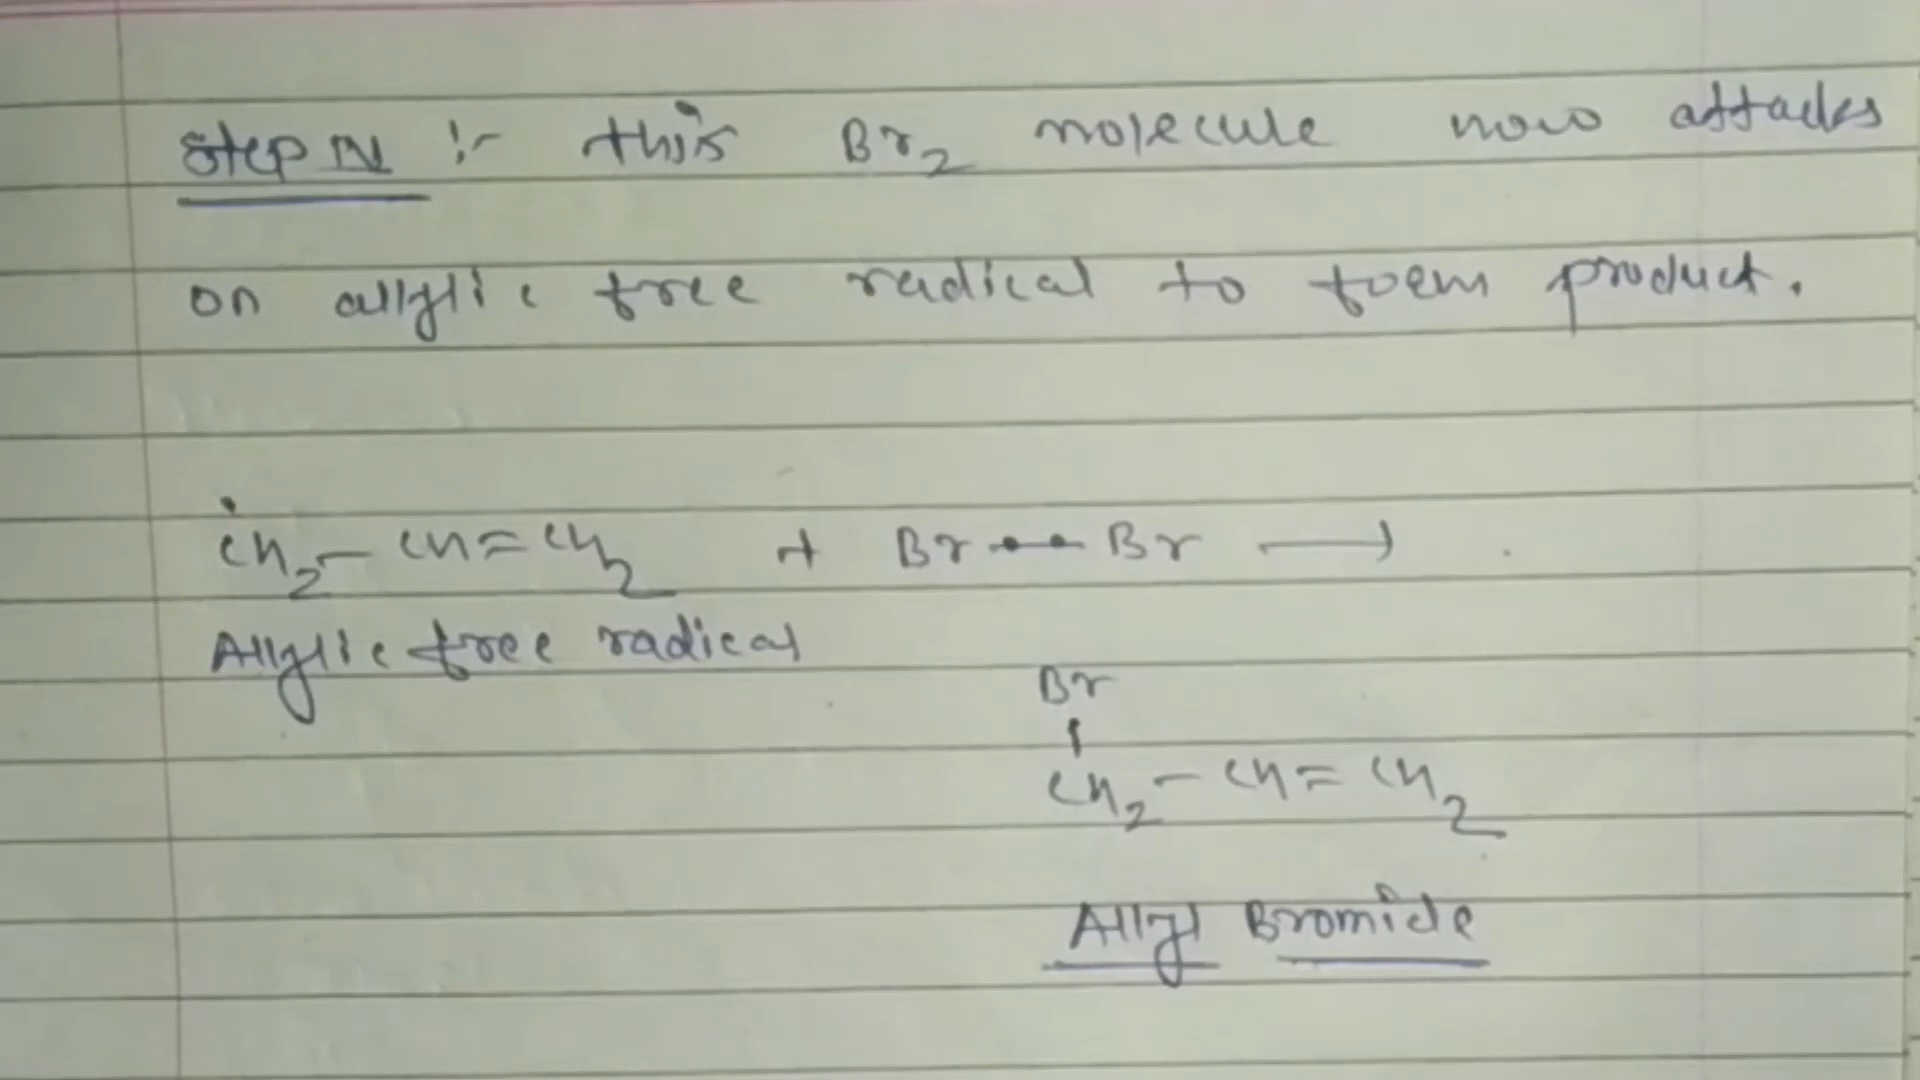 Step IV :- this Br2 molecule now attacks
on allylic free radical to form product.
ĊH2 - CH = CH2 + Br •• Br →
Allylic free radical
Br
|
CH2 - CH = CH2
Allyl Bromide